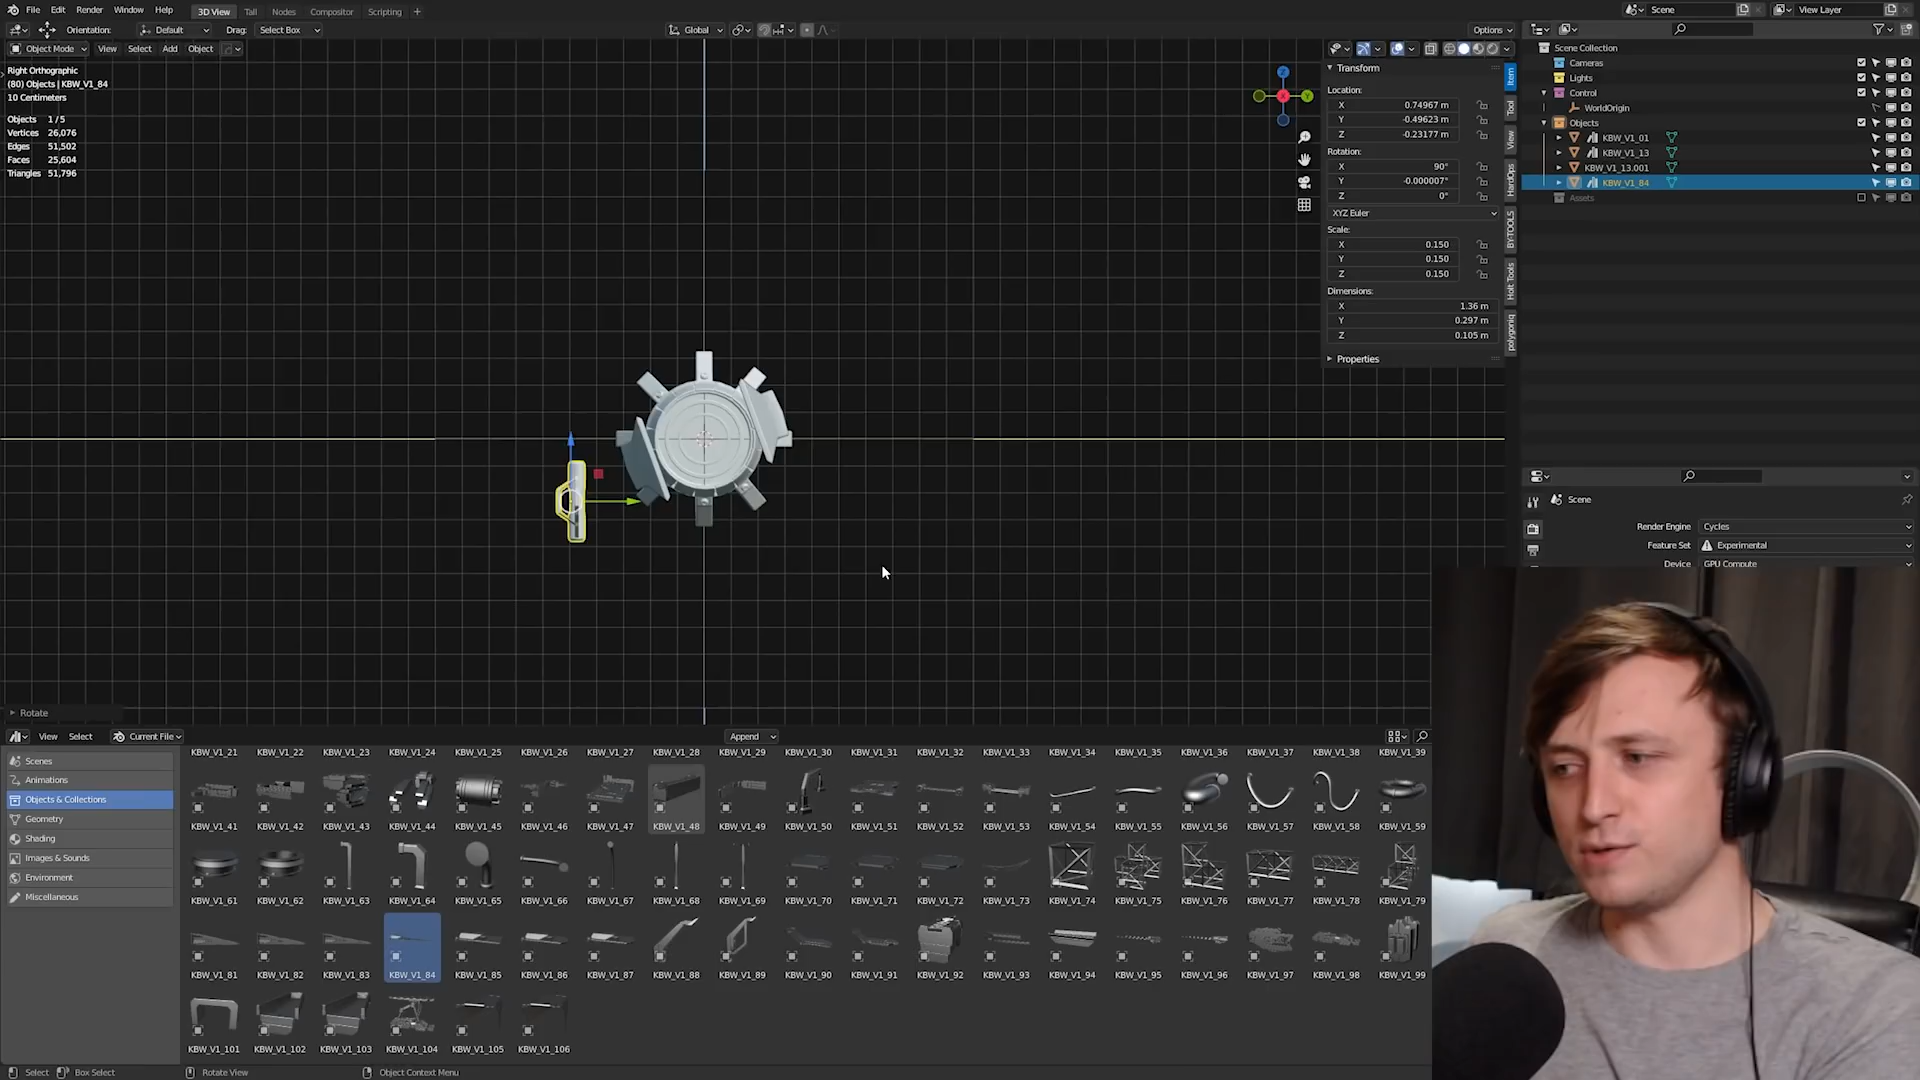 File Edit Render Window Help 3D View Tall Nodes Compositor Scripting + Scene View Layer
Orientation: Default Drag: Select Box Global Options
Object Mode View Select Add Object
Right Orthographic
(80) Objects | KBW_V1_84
10 Centimeters
Objects 1/5
Vertices 26,076
Edges 51,502
Faces 25,604
Triangles 51,796
Transform
Location:
X 0.74967 m
Y -0.49623 m
Z -0.23177 m
Rotation:
X 90°
Y -0.000007°
Z 0°
XYZ Euler
Scale:
X 0.150
Y 0.150
Z 0.150
Dimensions:
X 1.36 m
Y 0.297 m
Z 0.105 m
Properties
Item
Tool
View
HardOps
BY-TOOLS
Holt Tools
polygoniq
Scene Collection
Cameras
Lights
Control
WorldOrigin
Objects
KBW_V1_01
KBW_V1_13
KBW_V1_13.001
KBW_V1_84
Assets
Scene
Render Engine Cycles
Feature Set Experimental
Device GPU Compute
Rotate
View Select Current File Append
Scenes
Animations
Objects & Collections
Geometry
Shading
Images & Sounds
Environment
Miscellaneous
KBW_V1_21 KBW_V1_22 KBW_V1_23 KBW_V1_24 KBW_V1_25 KBW_V1_26 KBW_V1_27 KBW_V1_28 KBW_V1_29 KBW_V1_30 KBW_V1_31 KBW_V1_32 KBW_V1_33 KBW_V1_34 KBW_V1_35 KBW_V1_36 KBW_V1_37 KBW_V1_38 KBW_V1_39
KBW_V1_41 KBW_V1_42 KBW_V1_43 KBW_V1_44 KBW_V1_45 KBW_V1_46 KBW_V1_47 KBW_V1_48 KBW_V1_49 KBW_V1_50 KBW_V1_51 KBW_V1_52 KBW_V1_53 KBW_V1_54 KBW_V1_55 KBW_V1_56 KBW_V1_57 KBW_V1_58 KBW_V1_59
KBW_V1_61 KBW_V1_62 KBW_V1_63 KBW_V1_64 KBW_V1_65 KBW_V1_66 KBW_V1_67 KBW_V1_68 KBW_V1_69 KBW_V1_70 KBW_V1_71 KBW_V1_72 KBW_V1_73 KBW_V1_74 KBW_V1_75 KBW_V1_76 KBW_V1_77 KBW_V1_78 KBW_V1_79
KBW_V1_81 KBW_V1_82 KBW_V1_83 KBW_V1_84 KBW_V1_85 KBW_V1_86 KBW_V1_87 KBW_V1_88 KBW_V1_89 KBW_V1_90 KBW_V1_91 KBW_V1_92 KBW_V1_93 KBW_V1_94 KBW_V1_95 KBW_V1_96 KBW_V1_97 KBW_V1_98 KBW_V1_99
KBW_V1_101 KBW_V1_102 KBW_V1_103 KBW_V1_104 KBW_V1_105 KBW_V1_106
Select Box Select Rotate View Object Context Menu